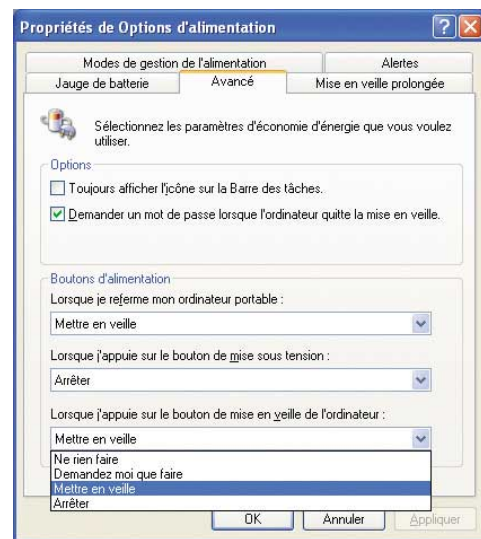 Propriétés de Options d'alimentation
Modes de gestion de l'alimentation
Alertes
Jauge de batterie
Avancé
Mise en veille prolongée
Sélectionnez les paramètres d'économie d'énergie que vous voulez
utiliser.
Options
Toujours afficher l'icône sur la Barre des tâches.
Demander un mot de passe lorsque l'ordinateur quitte la mise en veille.
Boutons d'alimentation
Lorsque je referme mon ordinateur portable :
Mettre en veille
Lorsque j'appuie sur le bouton de mise sous tension :
Arrêter
Lorsque j'appuie sur le bouton de mise en veille de l'ordinateur :
Mettre en veille
Ne rien faire
Demandez moi que faire
Mettre en veille
Arrêter
OK
Annuler
Appliquer